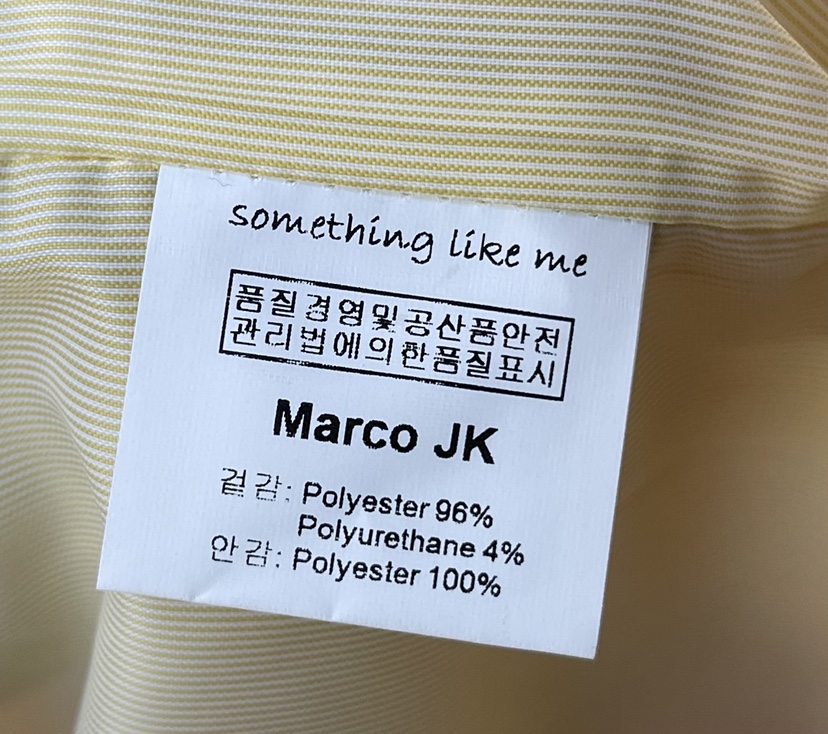 something like me
품질경영및공산품안전
관리법에의한품질표시
Marco JK
겉감: Polyester 96%
Polyurethane 4%
안감: Polyester 100%